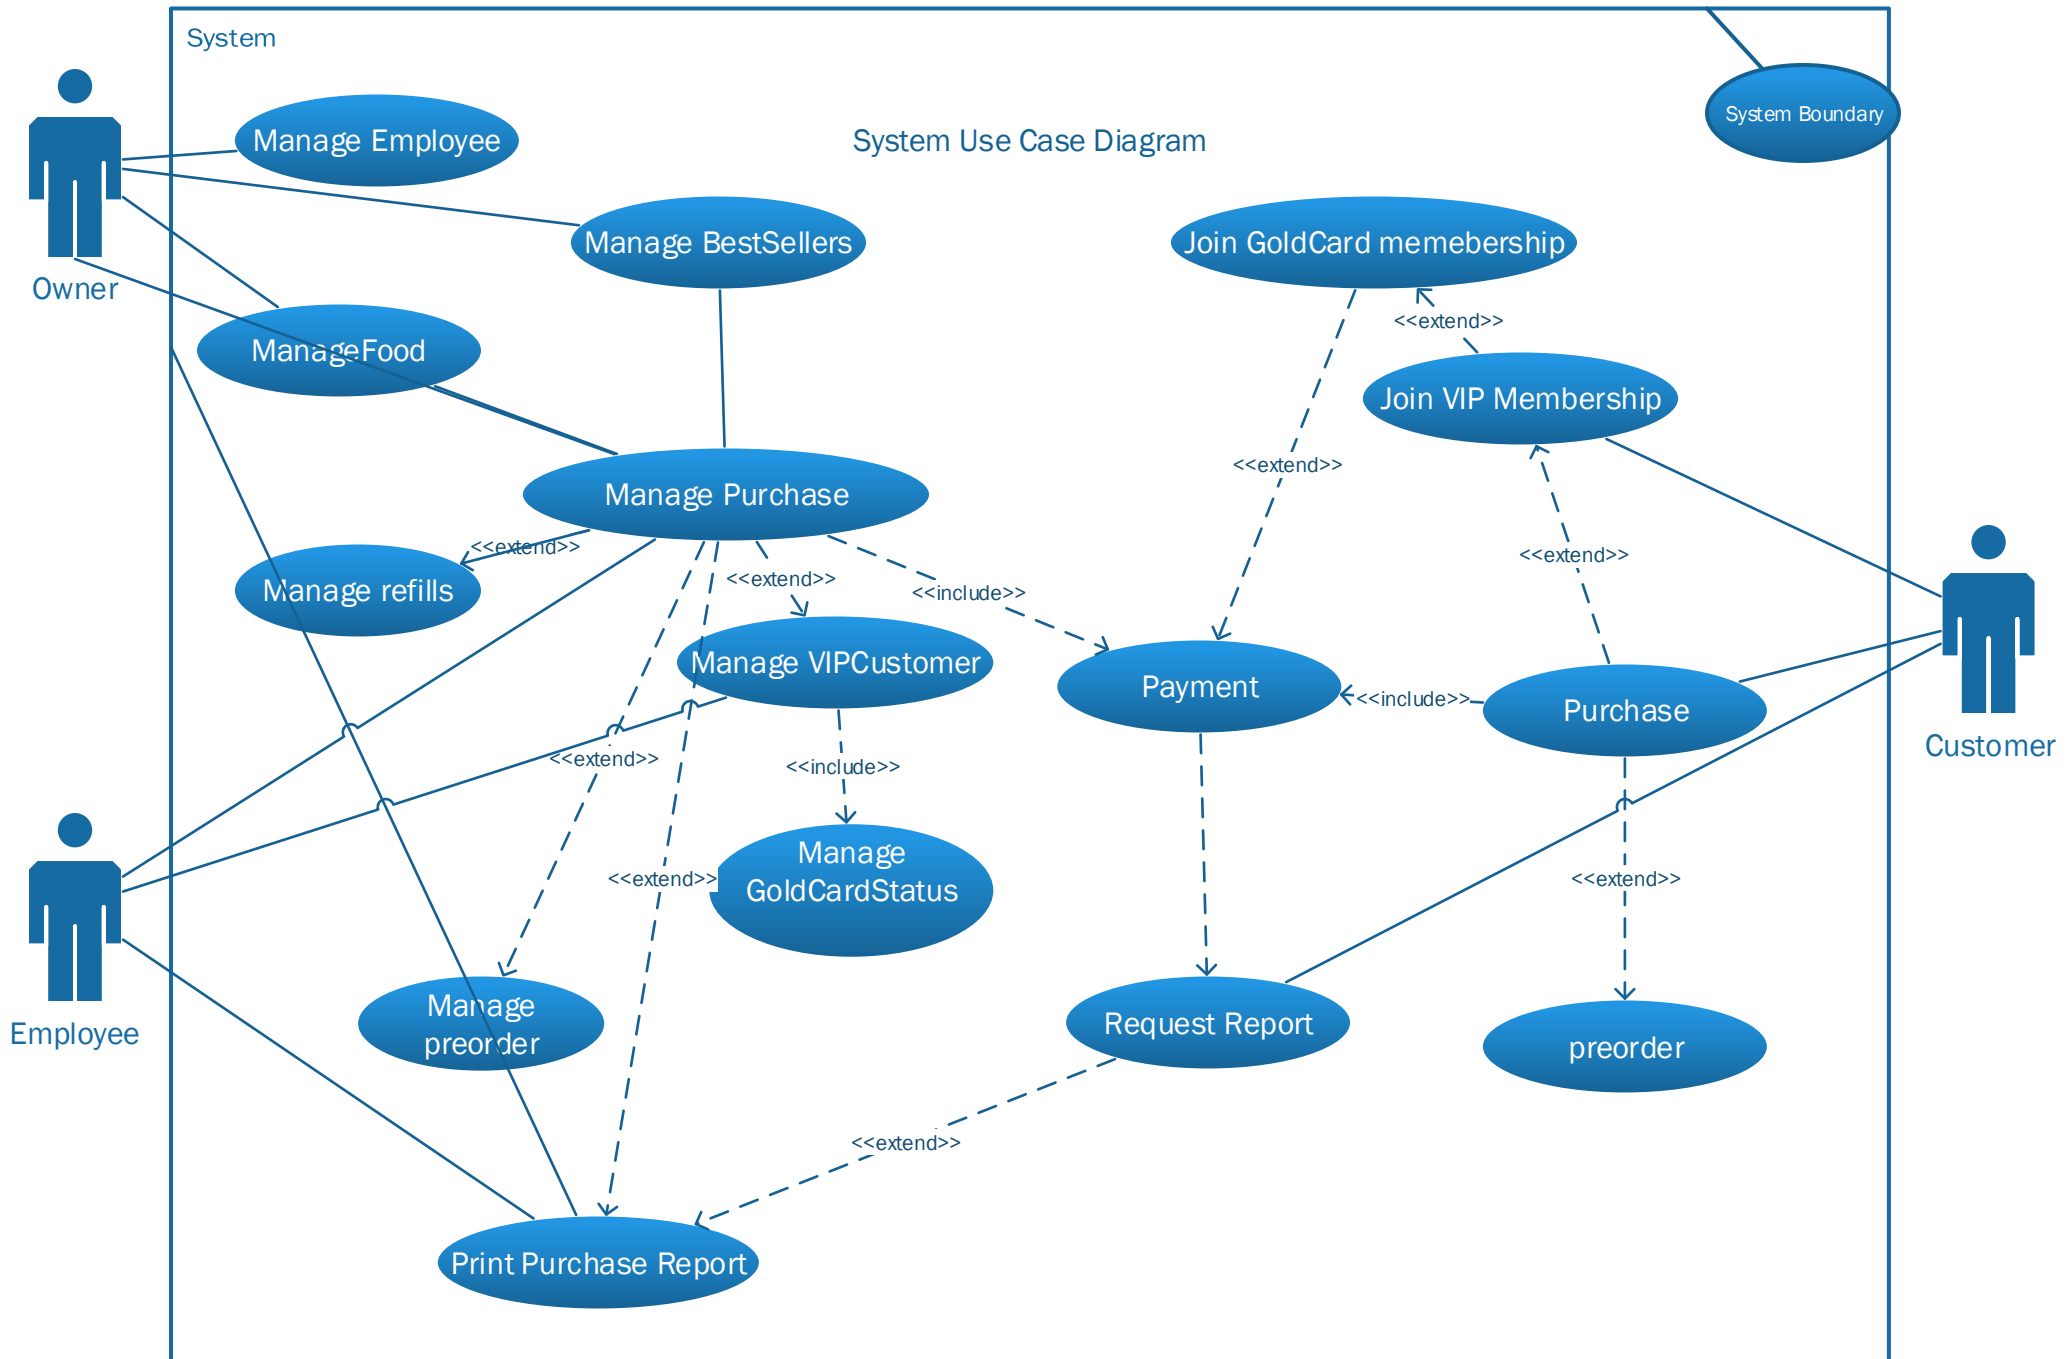 System
System Boundary
Manage Employee
System Use Case Diagram
Manage BestSellers
Join GoldCard memebership
Owner
<<extend>>
ManageFood
Join VIP Membership
<<extend>>
Manage Purchase
<<extend>>
<<extend>>
<<extend>>
Manage refills
<<include>>
Manage VIPCustomer
Payment
<<include>>
Purchase
Customer
<<extend>>
<<include>>
Manage
GoldCardStatus
<<extend>>
<<extend>>
Manage
preorder
Employee
Request Report
preorder
<<extend>>
Print Purchase Report